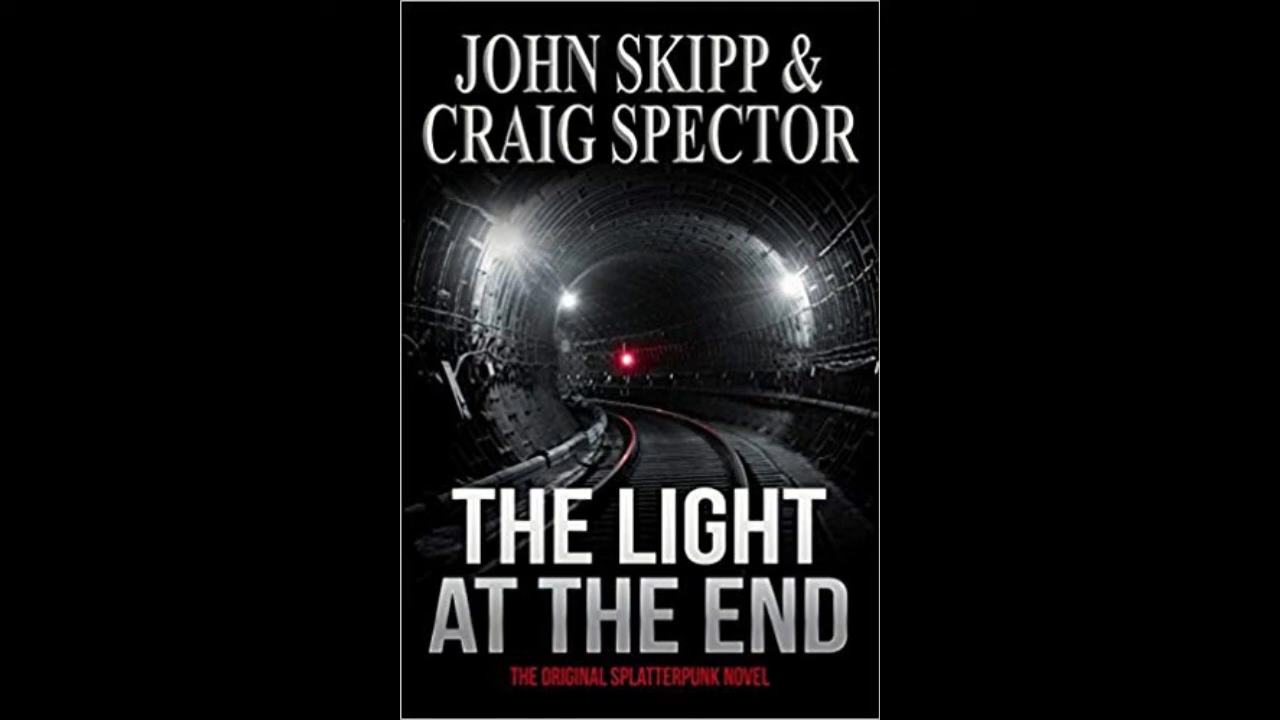 JOHN SKIPP &
CRAIG SPECTOR
THE LIGHT
AT THE END
THE ORIGINAL SPLATTERPUNK NOVEL